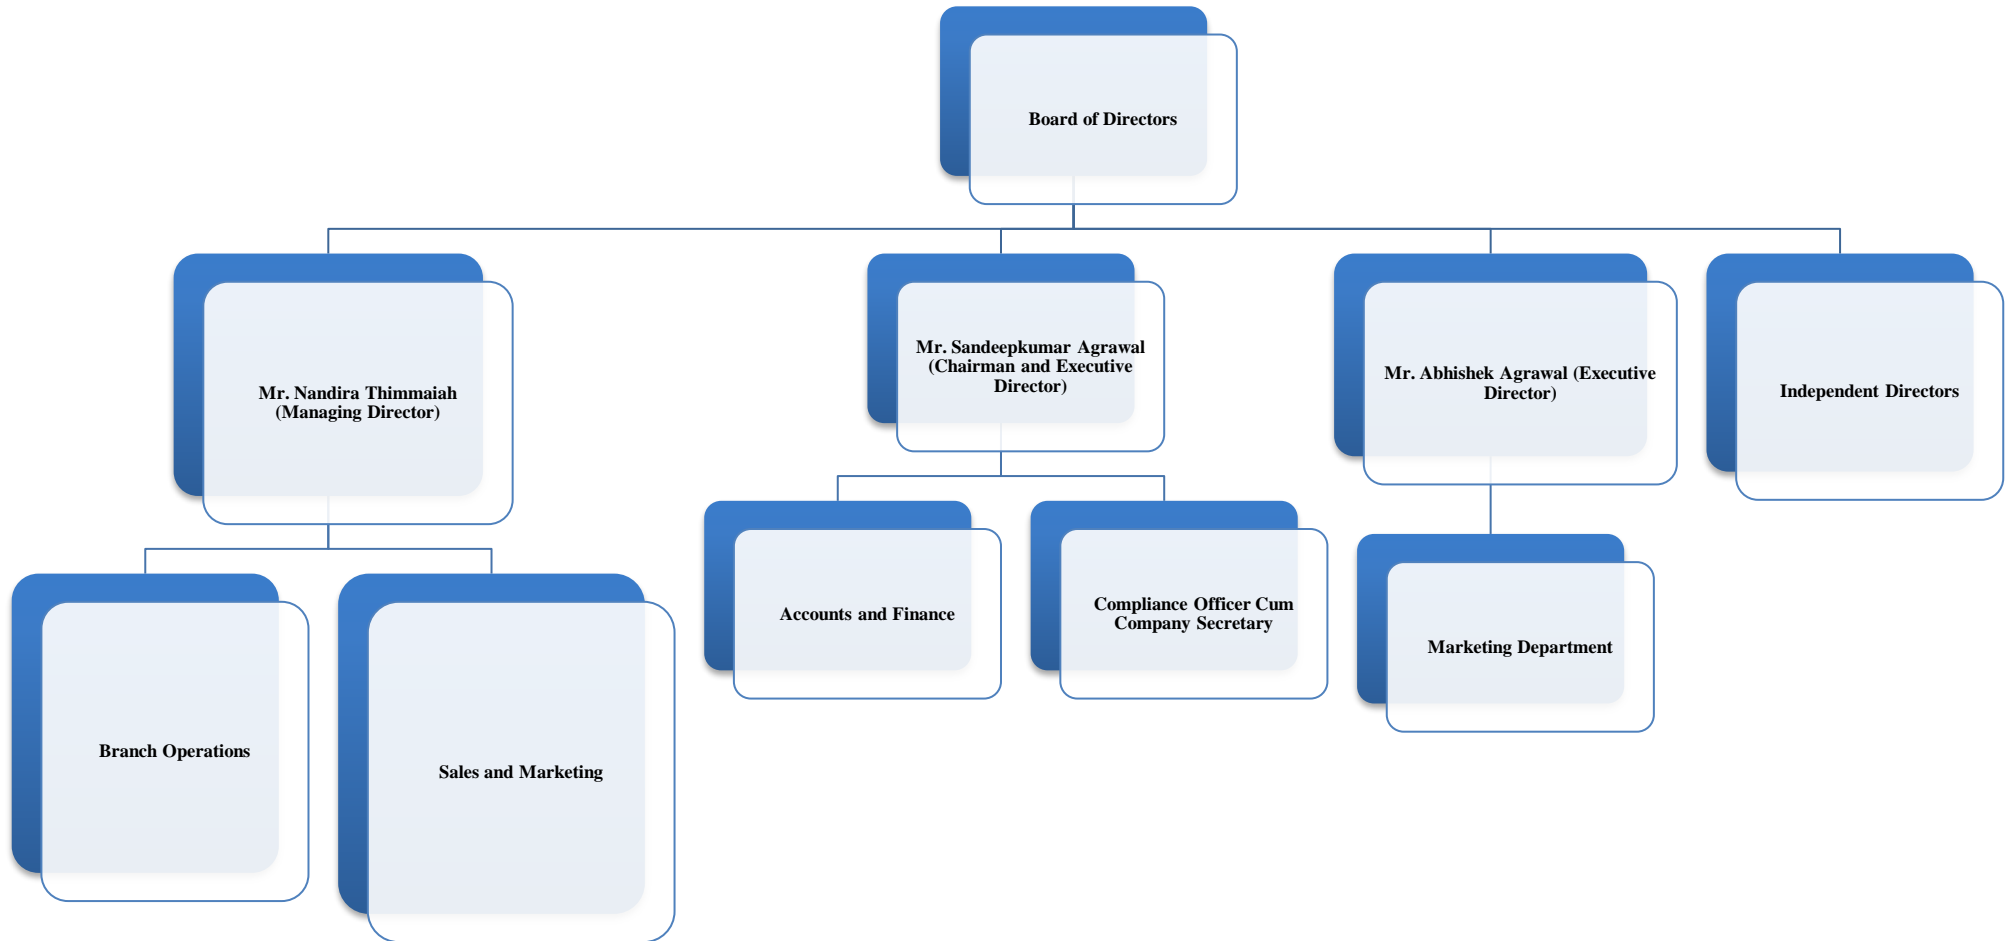 Board of Directors
Mr. Nandira Thimmaiah
(Managing Director)
Mr. Sandeepkumar Agrawal
(Chairman and Executive
Director)
Mr. Abhishek Agrawal (Executive
Director)
Independent Directors
Branch Operations
Sales and Marketing
Accounts and Finance
Compliance Officer Cum
Company Secretary
Marketing Department